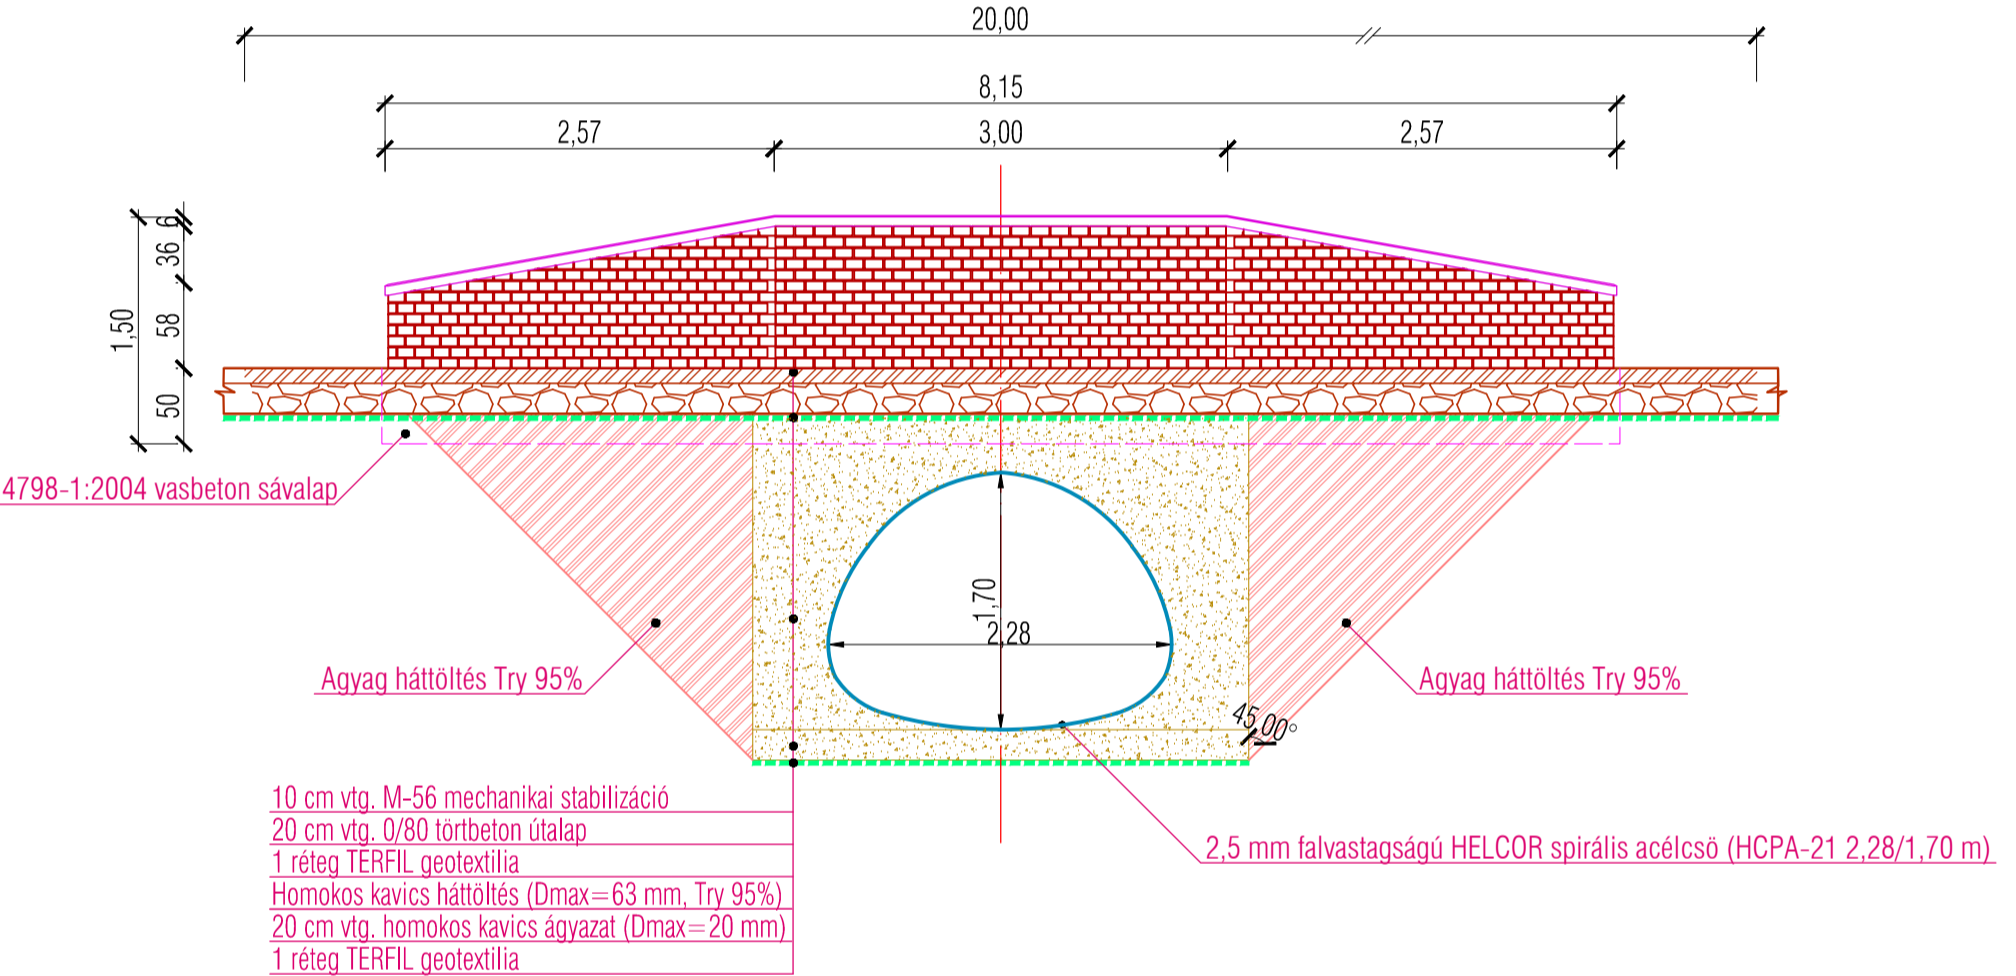 20,00
8,15
2,57
3,00
2,57
6
36
58
50
1,50
4798-1:2004 vasbeton sávalap
1,70
2,28
Agyag háttöltés Try 95%
Agyag háttöltés Try 95%
45,00°
10 cm vtg. M-56 mechanikai stabilizáció
20 cm vtg. 0/80 törtbeton útalap
1 réteg TERFIL geotextilia
Homokos kavics háttöltés (Dmax=63 mm, Try 95%)
20 cm vtg. homokos kavics ágyazat (Dmax=20 mm)
1 réteg TERFIL geotextilia
2,5 mm falvastagságú HELCOR spirális acélcsö (HCPA-21 2,28/1,70 m)